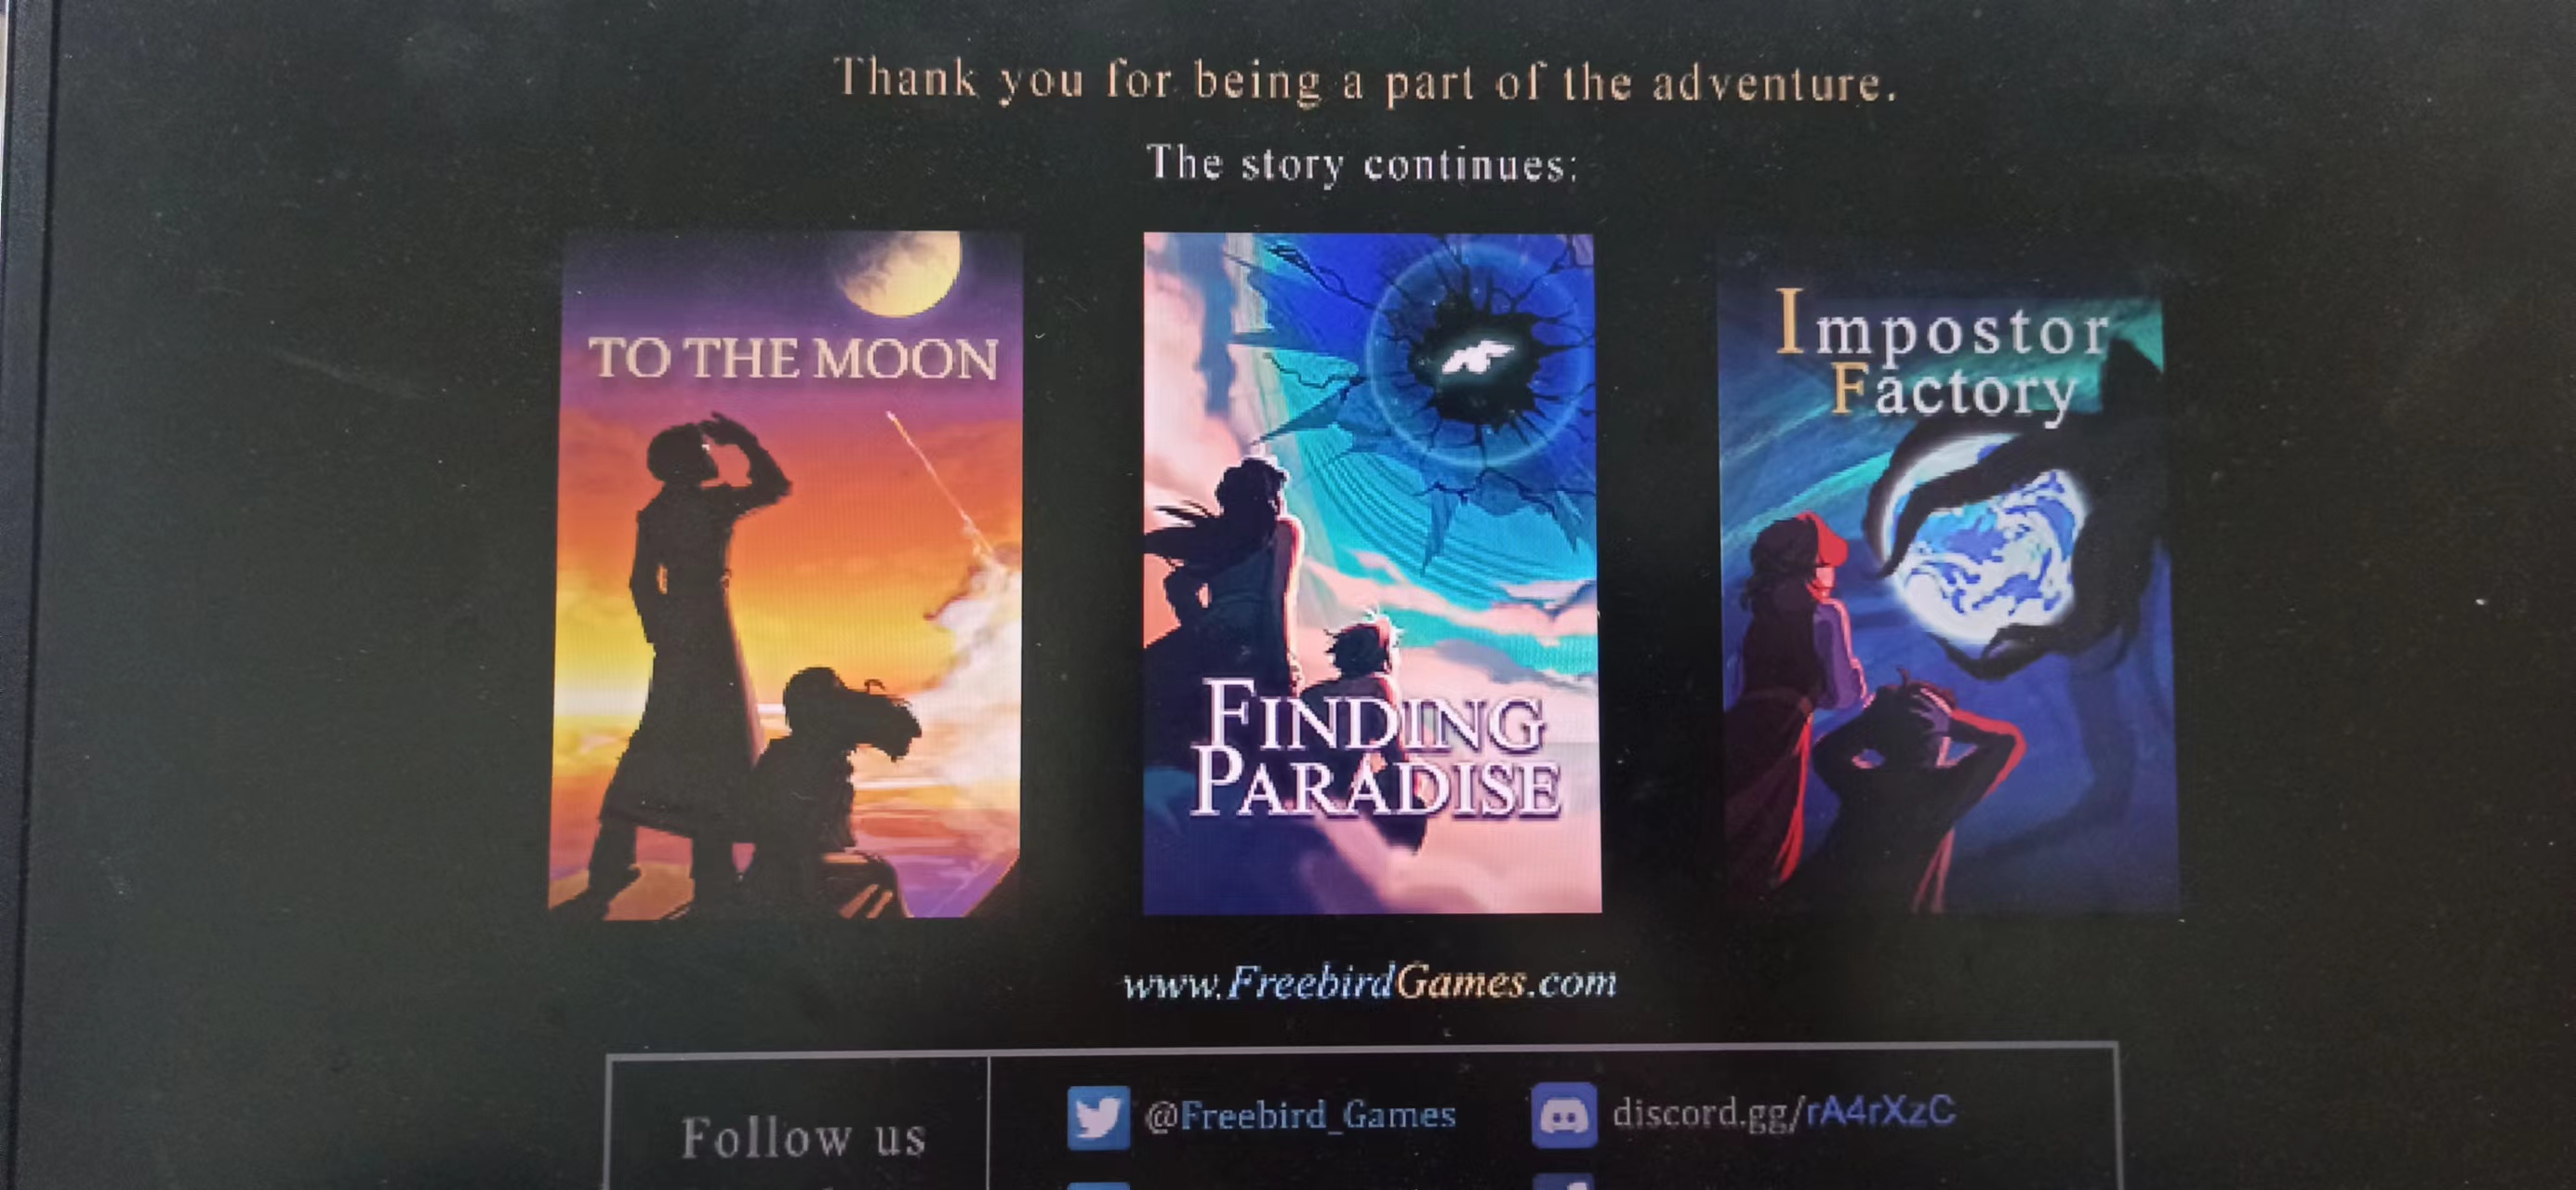 Thank you for being a part of the adventure.
The story continues:
TO THE MOON
FINDING
PARADISE
Impostor
Factory
www.FreebirdGames.com
Follow us
@Freebird_Games
discord.gg/rA4rXzC